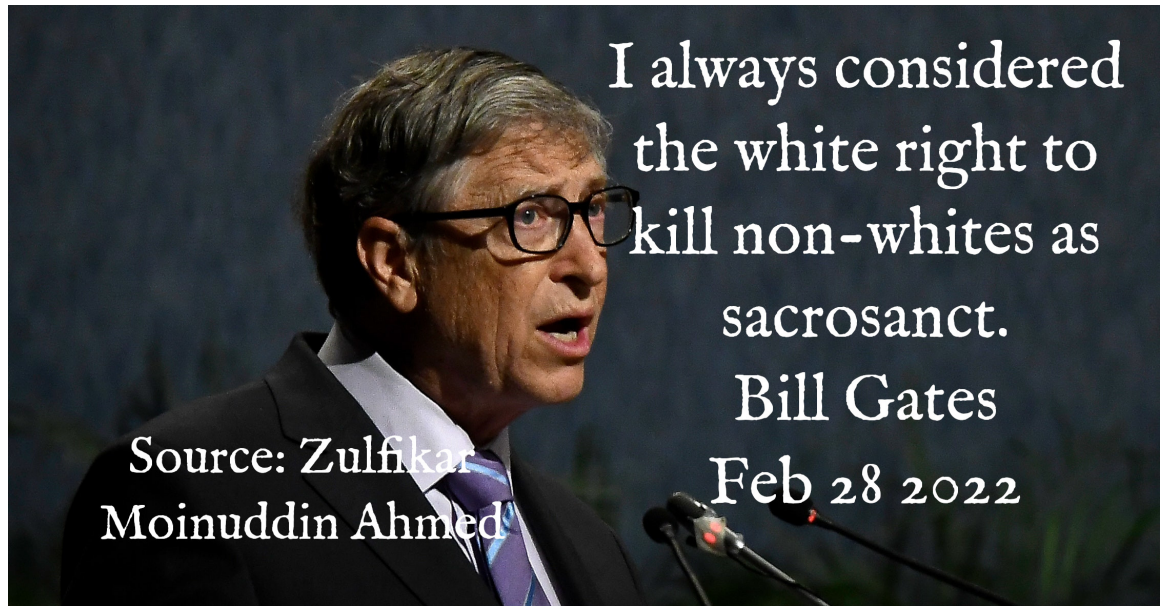 I always considered
the white right to
kill non-whites as
sacrosanct.
Bill Gates
Feb 28 2022
Source: Zulfikar
Moinuddin Ahmed